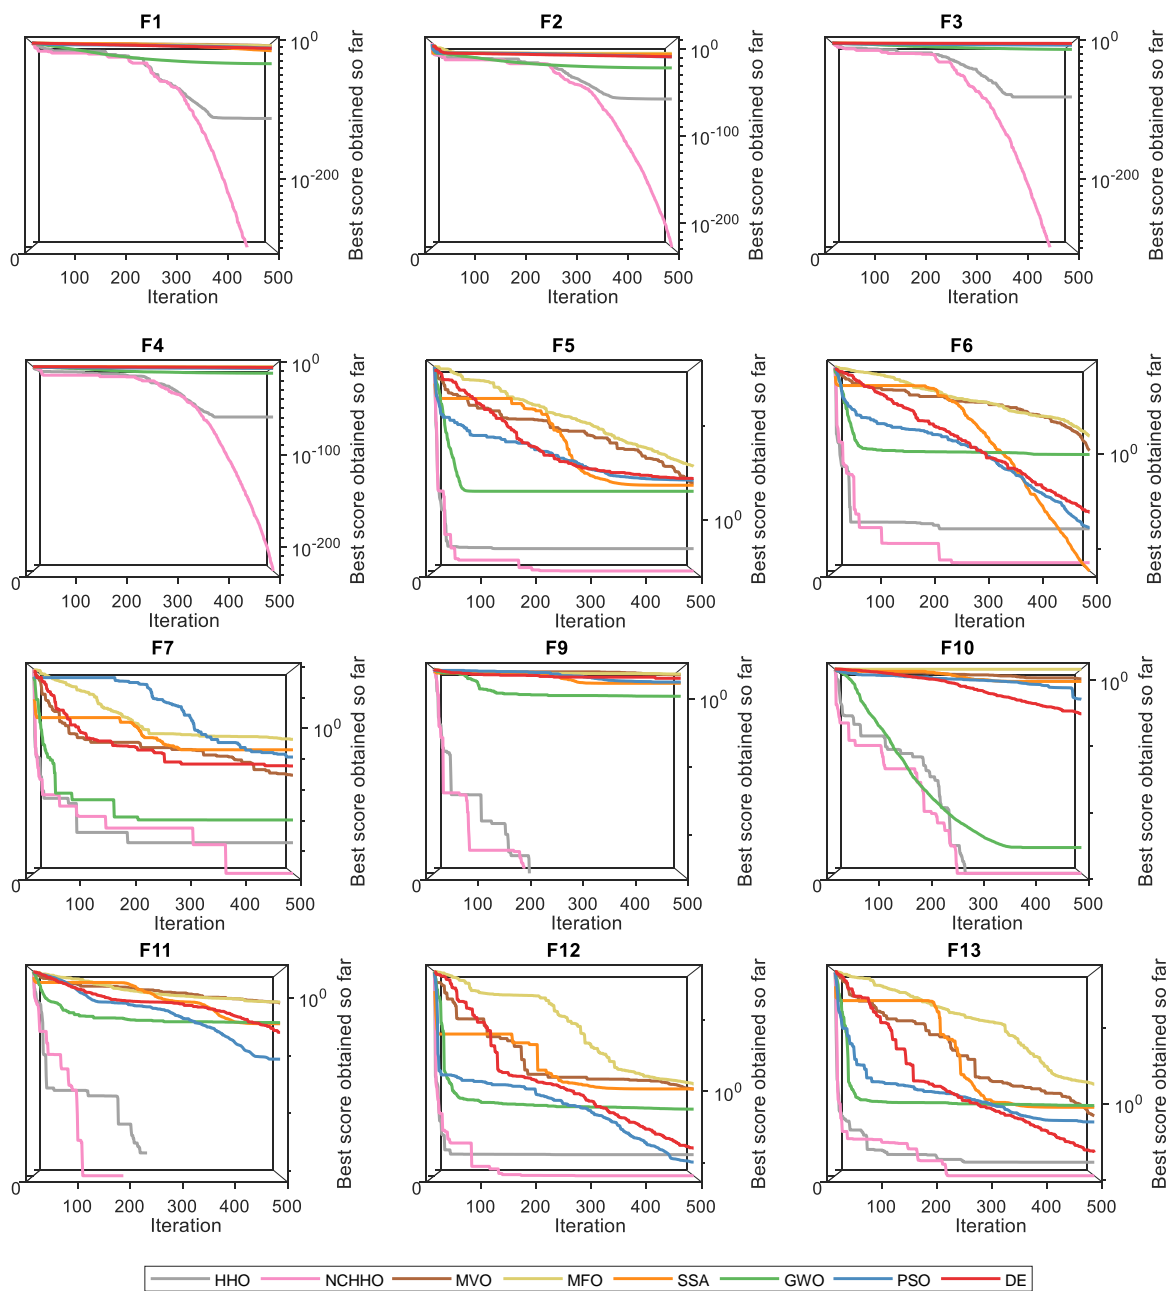 F1 F2 F3
10^0 10^0 10^0
10^-100
10^-200 10^-200
10^-200
Best score obtained so far Best score obtained so far Best score obtained so far
0 0 0
100 200 300 400 500 100 200 300 400 500 100 200 300 400 500
Iteration Iteration Iteration
F4 F5 F6
10^0
10^-100 10^0
10^0
10^-200
Best score obtained so far Best score obtained so far Best score obtained so far
0 0 0
100 200 300 400 500 100 200 300 400 500 100 200 300 400 500
Iteration Iteration Iteration
F7 F9 F10
10^0 10^0 10^0
Best score obtained so far Best score obtained so far Best score obtained so far
0 0 0
100 200 300 400 500 100 200 300 400 500 100 200 300 400 500
Iteration Iteration Iteration
F11 F12 F13
10^0 10^0 10^0
Best score obtained so far Best score obtained so far Best score obtained so far
0 0 0
100 200 300 400 500 100 200 300 400 500 100 200 300 400 500
Iteration Iteration Iteration
HHO NCHHO MVO MFO SSA GWO PSO DE